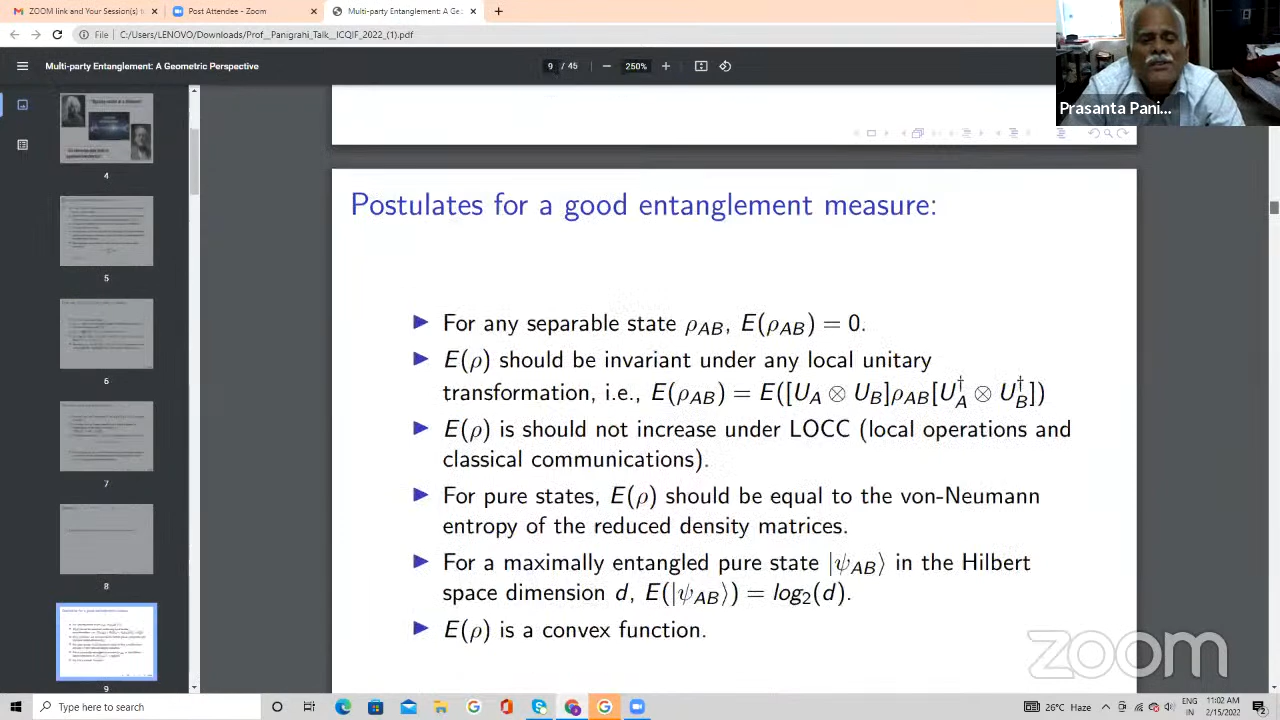 ZOOM link and Your Session(s) t
Post Attendee - Zoom
Multi-party Entanglement: A Ge
File
C:/Users/LENOVO/Downloads/Prof._Panigrahi_Talk_ICQF_2022_(1).pdf
Multi-party Entanglement: A Geometric Perspective
9 / 45
250%
Prasanta Pani...
4
5
6
7
8
9
Postulates for a good entanglement measure:
For any separable state ρ_AB, E(ρ_AB) = 0.
E(ρ) should be invariant under any local unitary
transformation, i.e., E(ρ_AB) = E([U_A ⊗ U_B]ρ_AB[U_A^† ⊗ U_B^†])
E(ρ) is should not increase under LOCC (local operations and
classical communications).
For pure states, E(ρ) should be equal to the von-Neumann
entropy of the reduced density matrices.
For a maximally entangled pure state |ψ_AB⟩ in the Hilbert
space dimension d, E(|ψ_AB⟩) = log₂(d).
E(ρ) is a convex function.
zoom
Type here to search
26°C Haze
ENG
IN
11:02 AM
2/15/2022
2